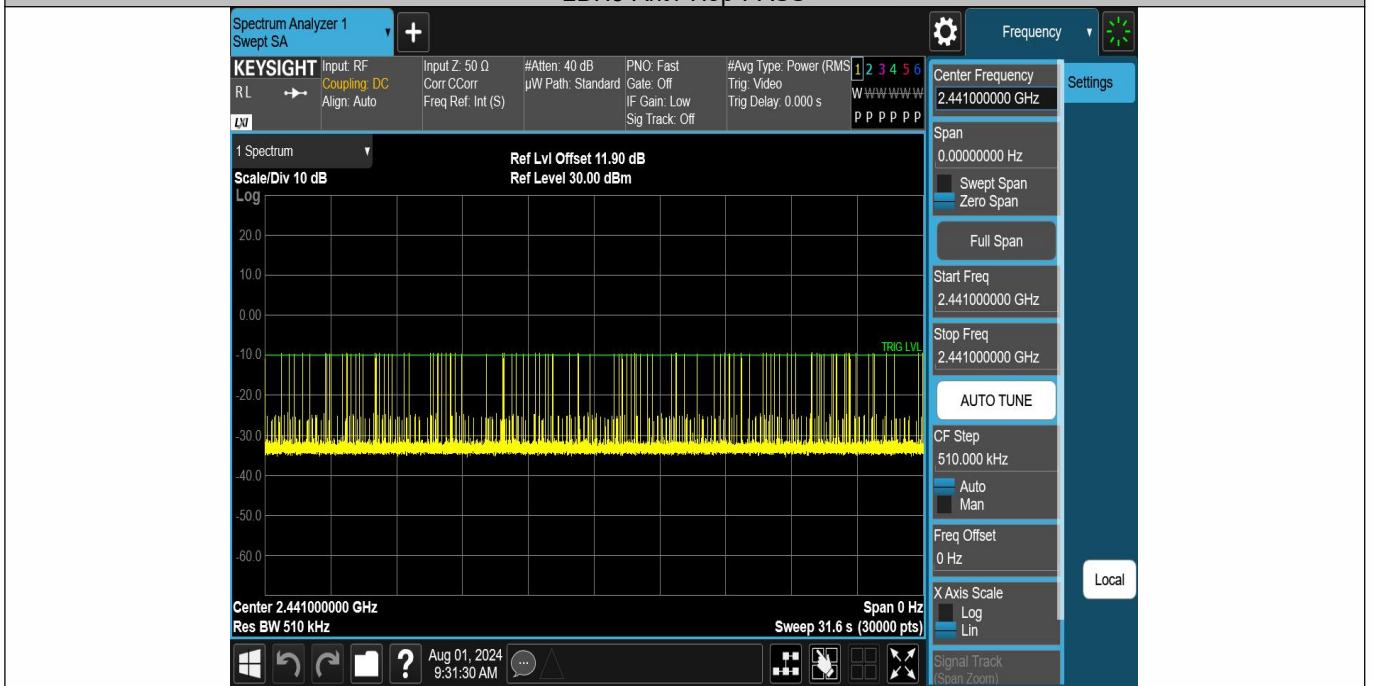 Spectrum Analyzer 1
Swept SA
Frequency
KEYSIGHT
RL
LXI
Input: RF
Coupling: DC
Align: Auto
Input Z: 50 Ω
Corr CCorr
Freq Ref: Int (S)
#Atten: 40 dB
µW Path: Standard
PNO: Fast
Gate: Off
IF Gain: Low
Sig Track: Off
#Avg Type: Power (RMS
Trig: Video
Trig Delay: 0.000 s
1 2 3 4 5 6
W W W W W W
P P P P P P
1 Spectrum
Scale/Div 10 dB
Log
Ref Lvl Offset 11.90 dB
Ref Level 30.00 dBm
20.0
10.0
0.00
-10.0
-20.0
-30.0
-40.0
-50.0
-60.0
TRIG LVL
Center 2.441000000 GHz
Res BW 510 kHz
Span 0 Hz
Sweep 31.6 s (30000 pts)
Center Frequency
2.441000000 GHz
Settings
Span
0.00000000 Hz
Swept Span
Zero Span
Full Span
Start Freq
2.441000000 GHz
Stop Freq
2.441000000 GHz
AUTO TUNE
CF Step
510.000 kHz
Auto
Man
Freq Offset
0 Hz
X Axis Scale
Log
Lin
Signal Track
(Span Zoom)
Local
?
Aug 01, 2024
9:31:30 AM